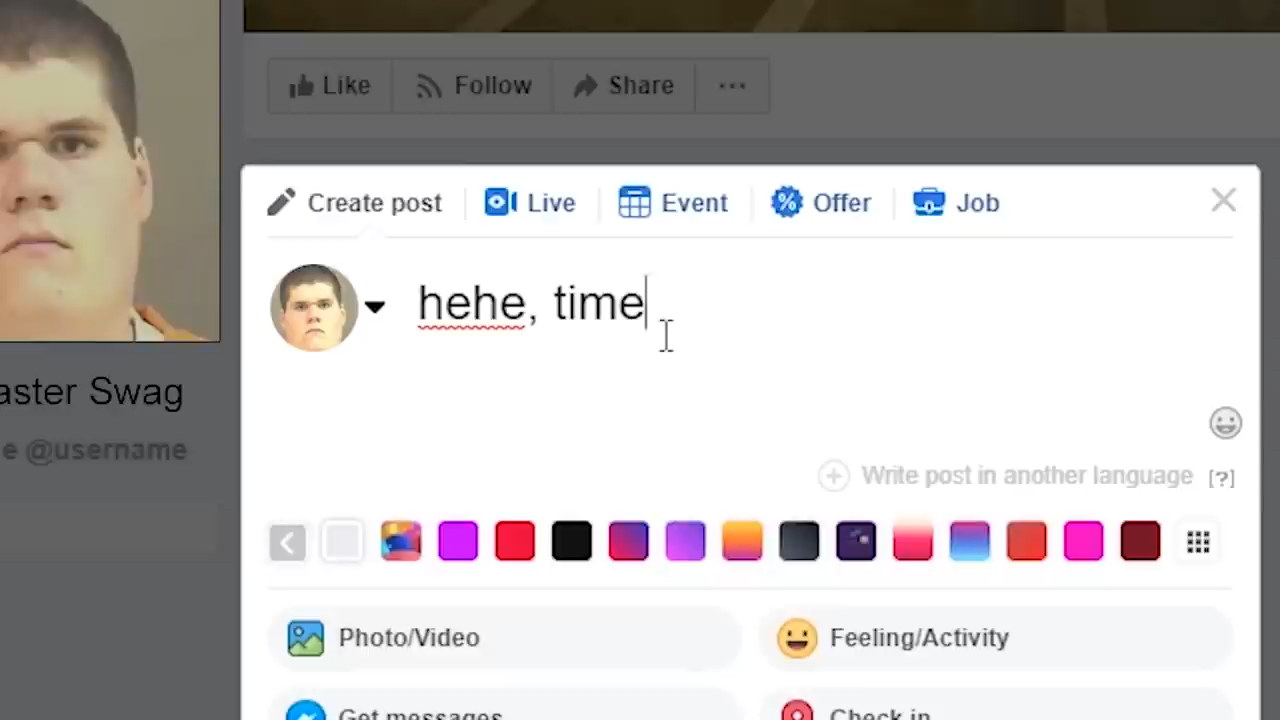 Like Follow Share
Create post Live Event Offer Job
hehe, time
aster Swag
e @username
Write post in another language [?]
Photo/Video Feeling/Activity
Get messages Check in